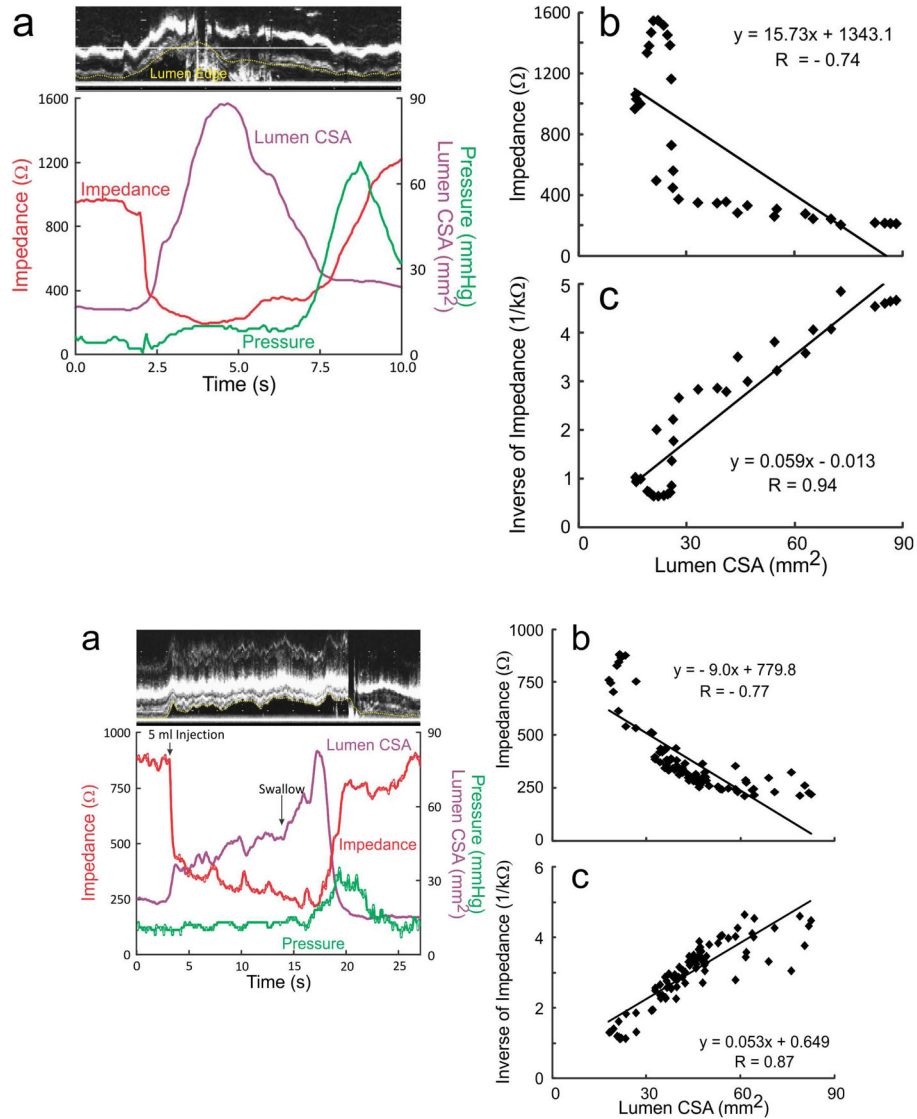 a
Lumen Edge
1600
1200
800
400
0
Impedance (Ω)
Impedance
Lumen CSA
Pressure
90
60
30
0
Pressure (mmHg)
Lumen CSA (mm2)
0.0 2.5 5.0 7.5 10.0
Time (s)
b
1600
1200
800
400
0
Impedance (Ω)
y = 15.73x + 1343.1
R = - 0.74
c
5
4
3
2
1
0
Inverse of Impedance (1/KΩ)
y = 0.059x - 0.013
R = 0.94
0 30 60 90
Lumen CSA (mm2)
a
1000
750
500
250
0
Impedance (Ω)
5 ml Injection
Lumen CSA
Swallow
Impedance
Pressure
90
60
30
0
Pressure (mmHg)
Lumen CSA (mm2)
0 5 10 15 20 25
Time (s)
b
1000
750
500
250
0
Impedance (Ω)
y = - 9.0x + 779.8
R = - 0.77
c
6
4
2
0
Inverse of Impedance (1/kΩ)
y = 0.053x + 0.649
R = 0.87
0 30 60 90
Lumen CSA (mm2)